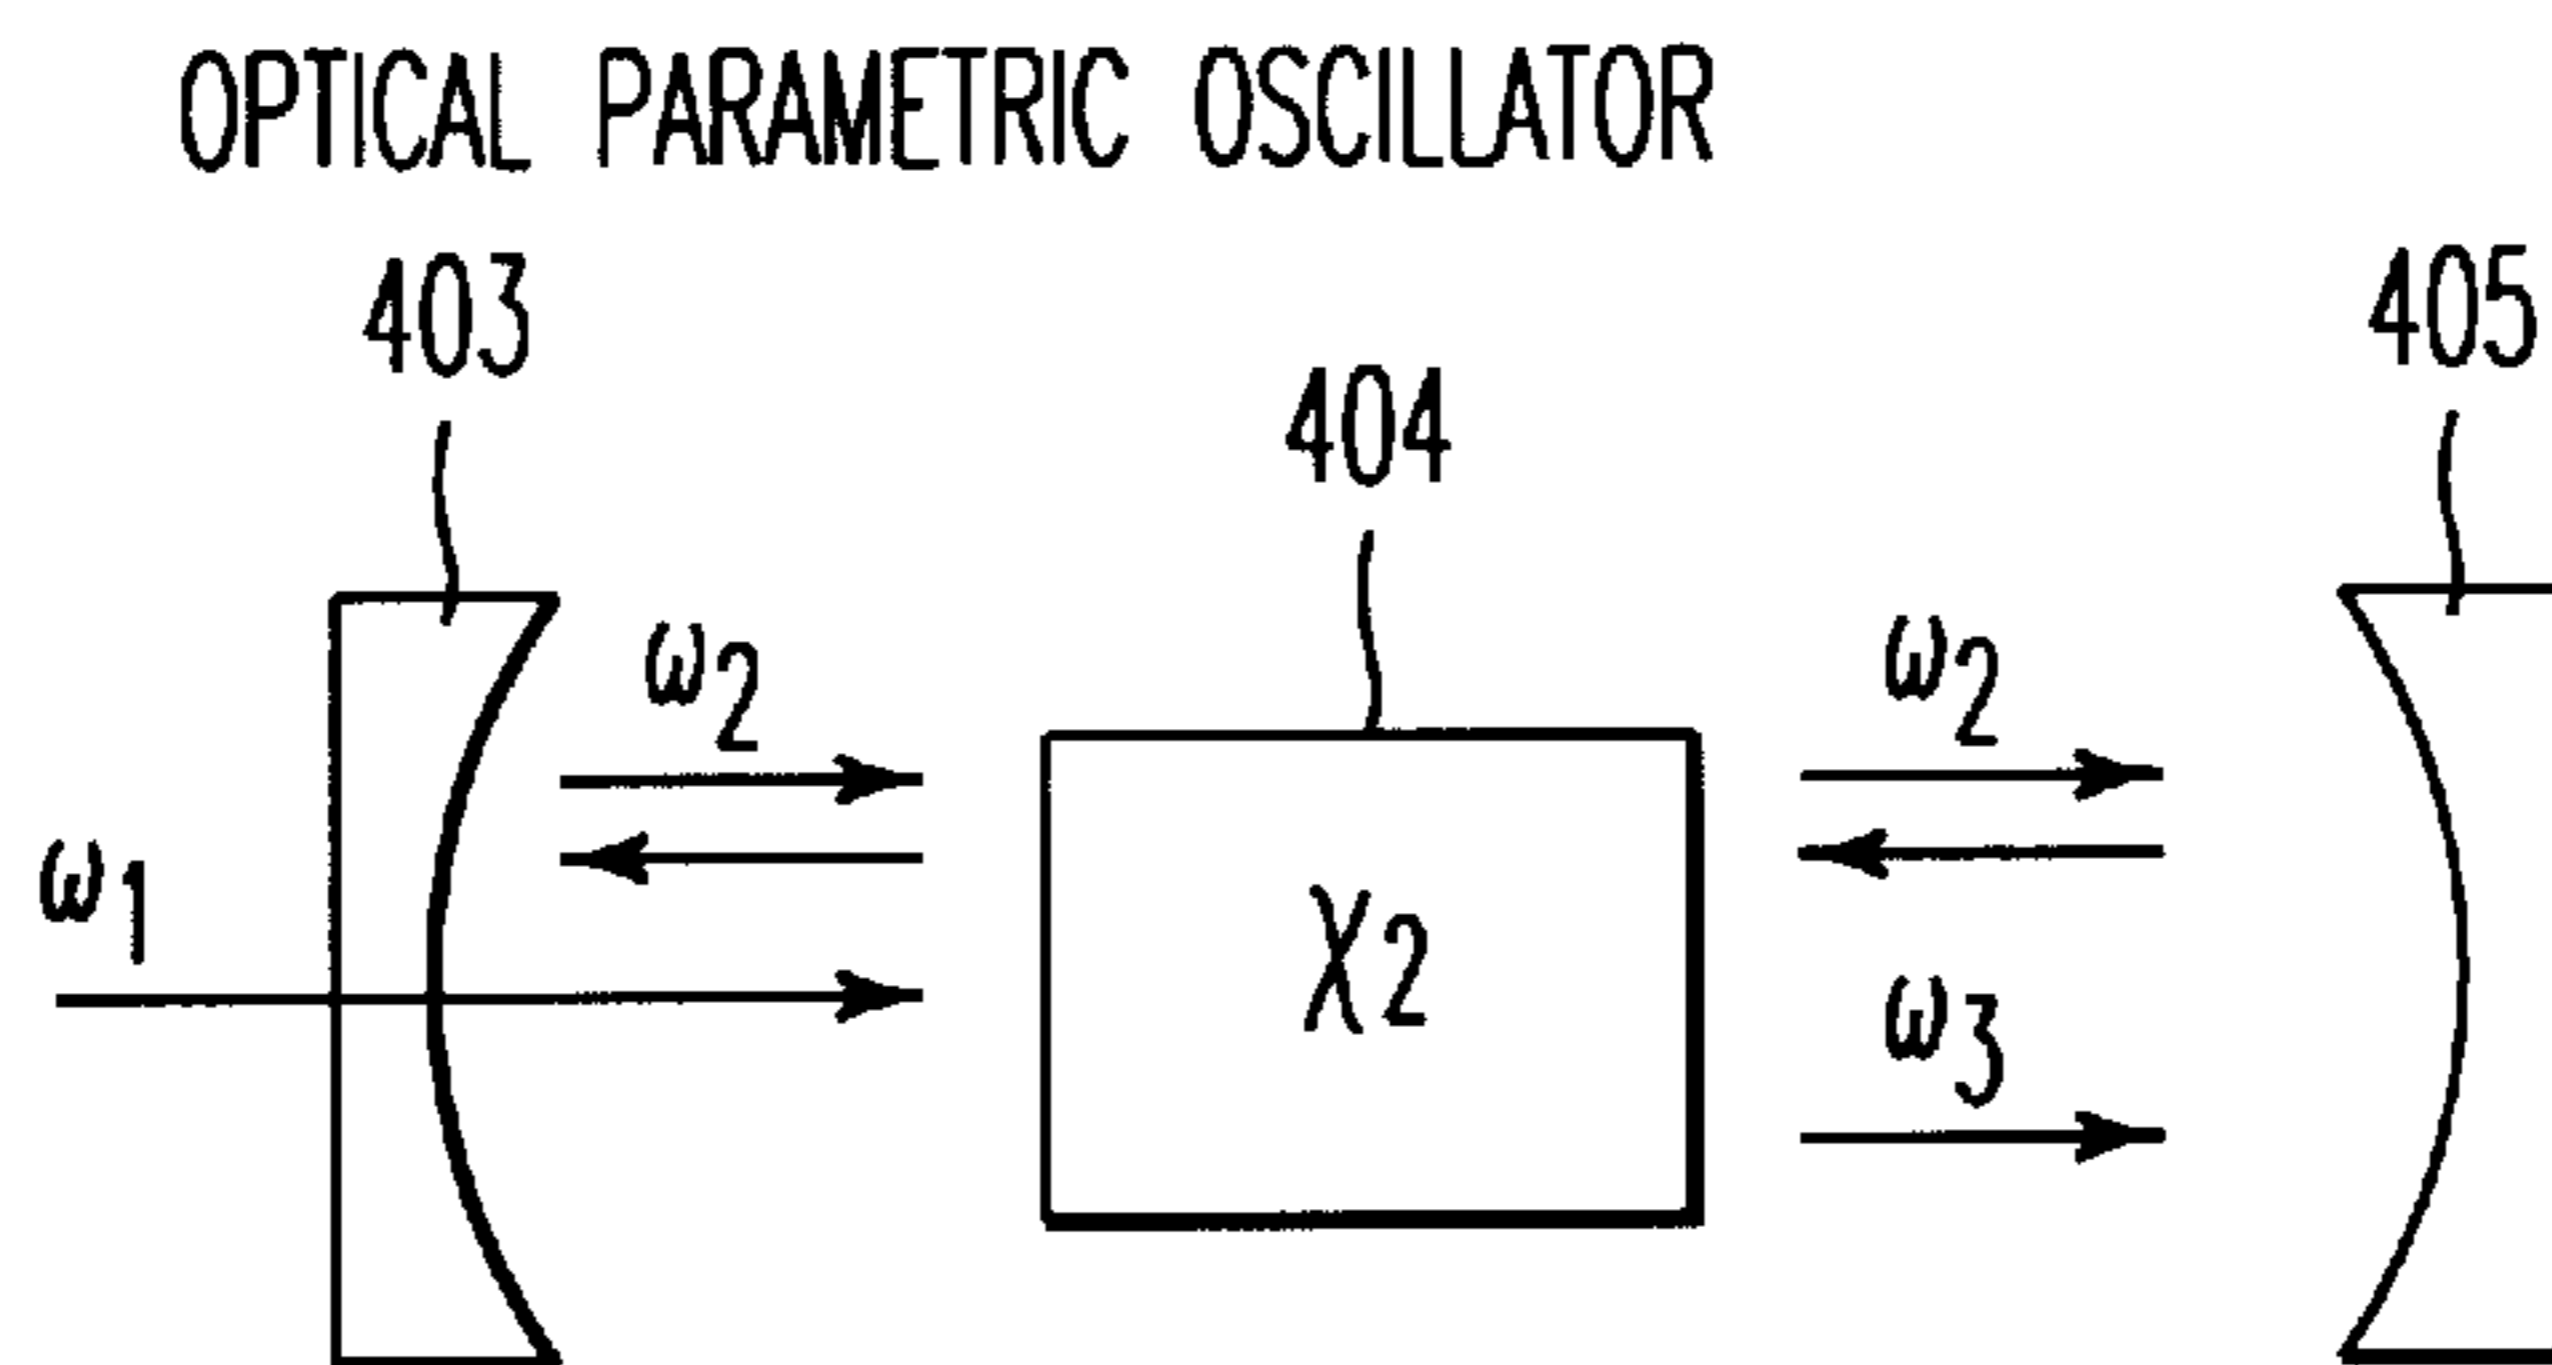 OPTICAL PARAMETRIC OSCILLATOR
403
404
405
ω2
ω2
ω1
χ2
ω3